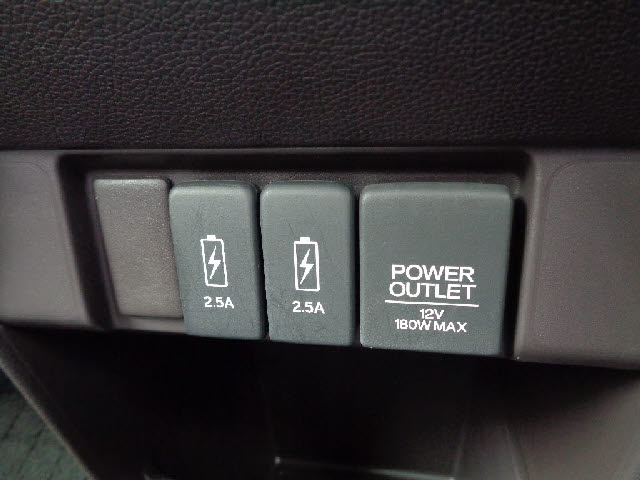 2.5A
2.5A
POWER
OUTLET
12V
180W MAX